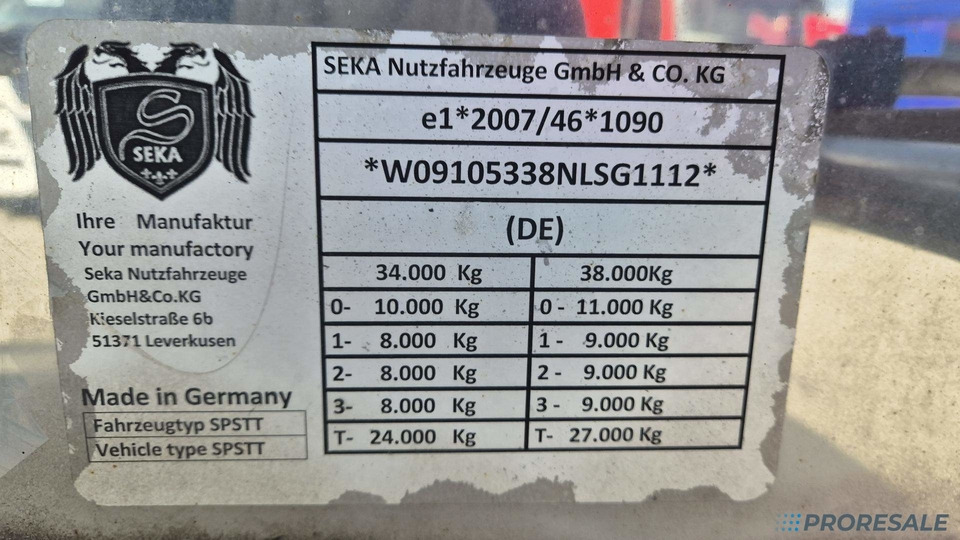 SEKA
Ihre Manufaktur
Your manufactory
Seka Nutzfahrzeuge
GmbH&Co.KG
Kieselstraße 6b
51371 Leverkusen
Made in Germany
Fahrzeugtyp SPSTT
Vehicle type SPSTT
SEKA Nutzfahrzeuge GmbH & CO. KG
e1*2007/46*1090
*W09105338NLSG1112*
(DE)
34.000 Kg 38.000Kg
0- 10.000 Kg 0 - 11.000 Kg
1- 8.000 Kg 1 - 9.000 Kg
2- 8.000 Kg 2 - 9.000 Kg
3- 8.000 Kg 3 - 9.000 Kg
T- 24.000 Kg T- 27.000 Kg
PRORESALE